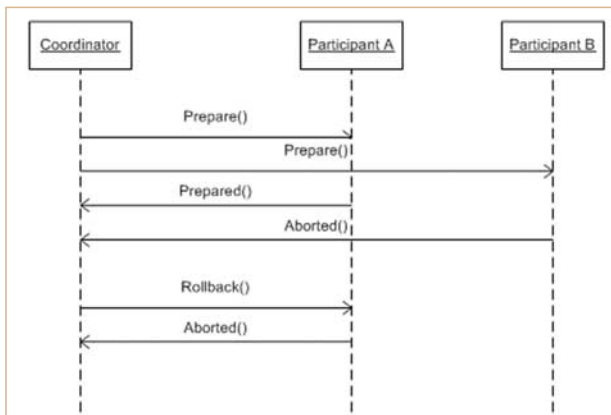 Coordinator
Participant A
Participant B
Prepare()
Prepare()
Prepared()
Aborted()
Rollback()
Aborted()